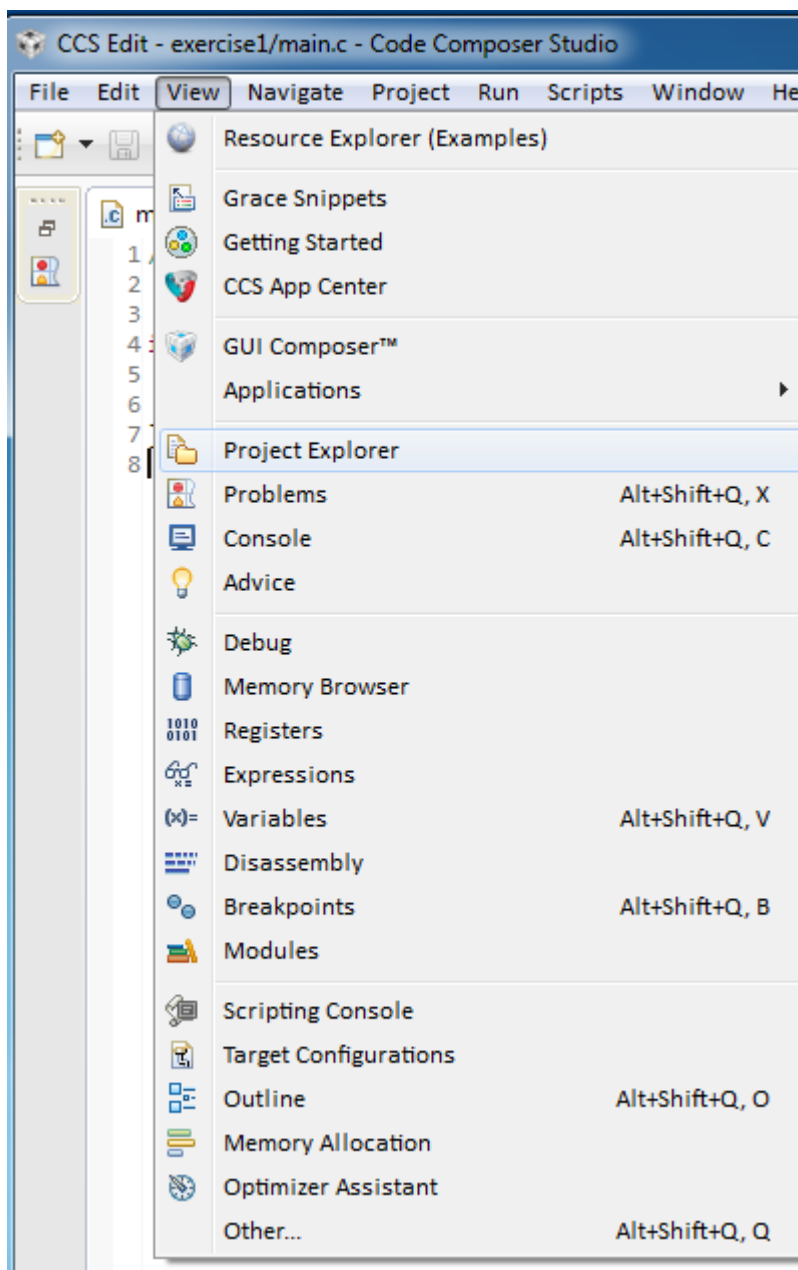 CCS Edit - exercise1/main.c - Code Composer Studio
File Edit View Navigate Project Run Scripts Window He
Resource Explorer (Examples)
Grace Snippets
.c m
Getting Started
1 /
2
CCS App Center
3
4 i
GUI Composer™
5
Applications
6
7
Project Explorer
8
Problems Alt+Shift+Q, X
Console Alt+Shift+Q, C
Advice
Debug
Memory Browser
1010
0101
Registers
Expressions
(x)= Variables Alt+Shift+Q, V
Disassembly
Breakpoints Alt+Shift+Q, B
Modules
Scripting Console
Target Configurations
Outline Alt+Shift+Q, O
Memory Allocation
Optimizer Assistant
Other... Alt+Shift+Q, Q